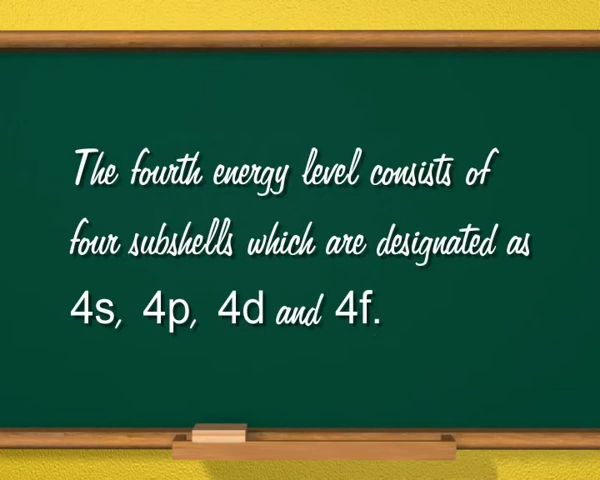 The fourth energy level consists of
four subshells which are designated as
4s, 4p, 4d and 4f.